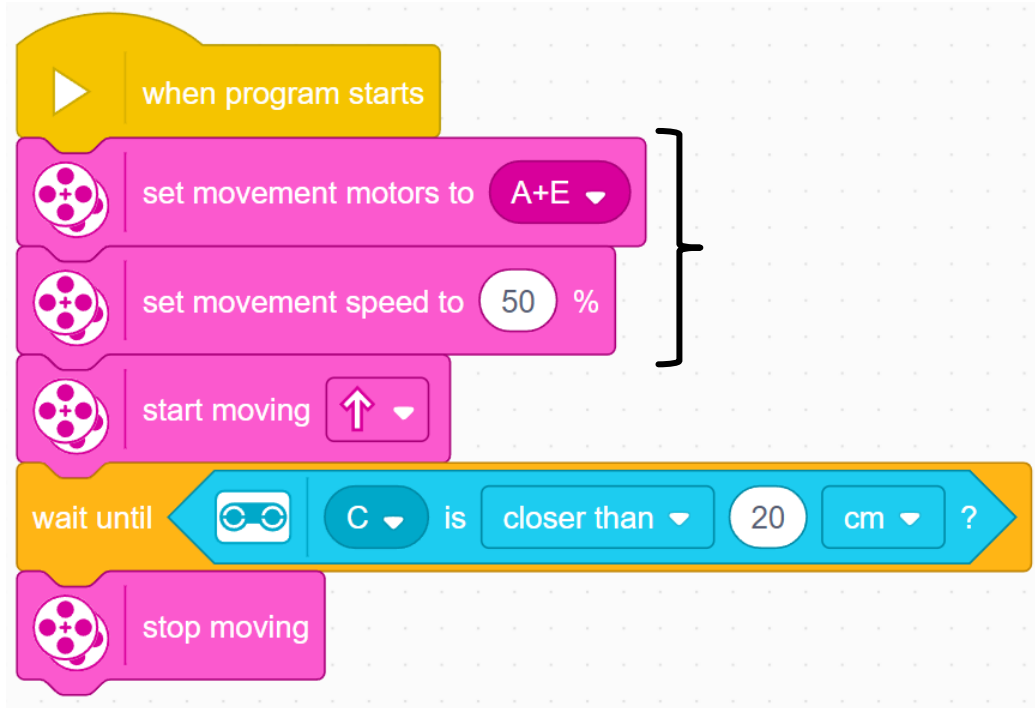 when program starts
set movement motors to A+E
set movement speed to 50 %
start moving
wait until C is closer than 20 cm ?
stop moving